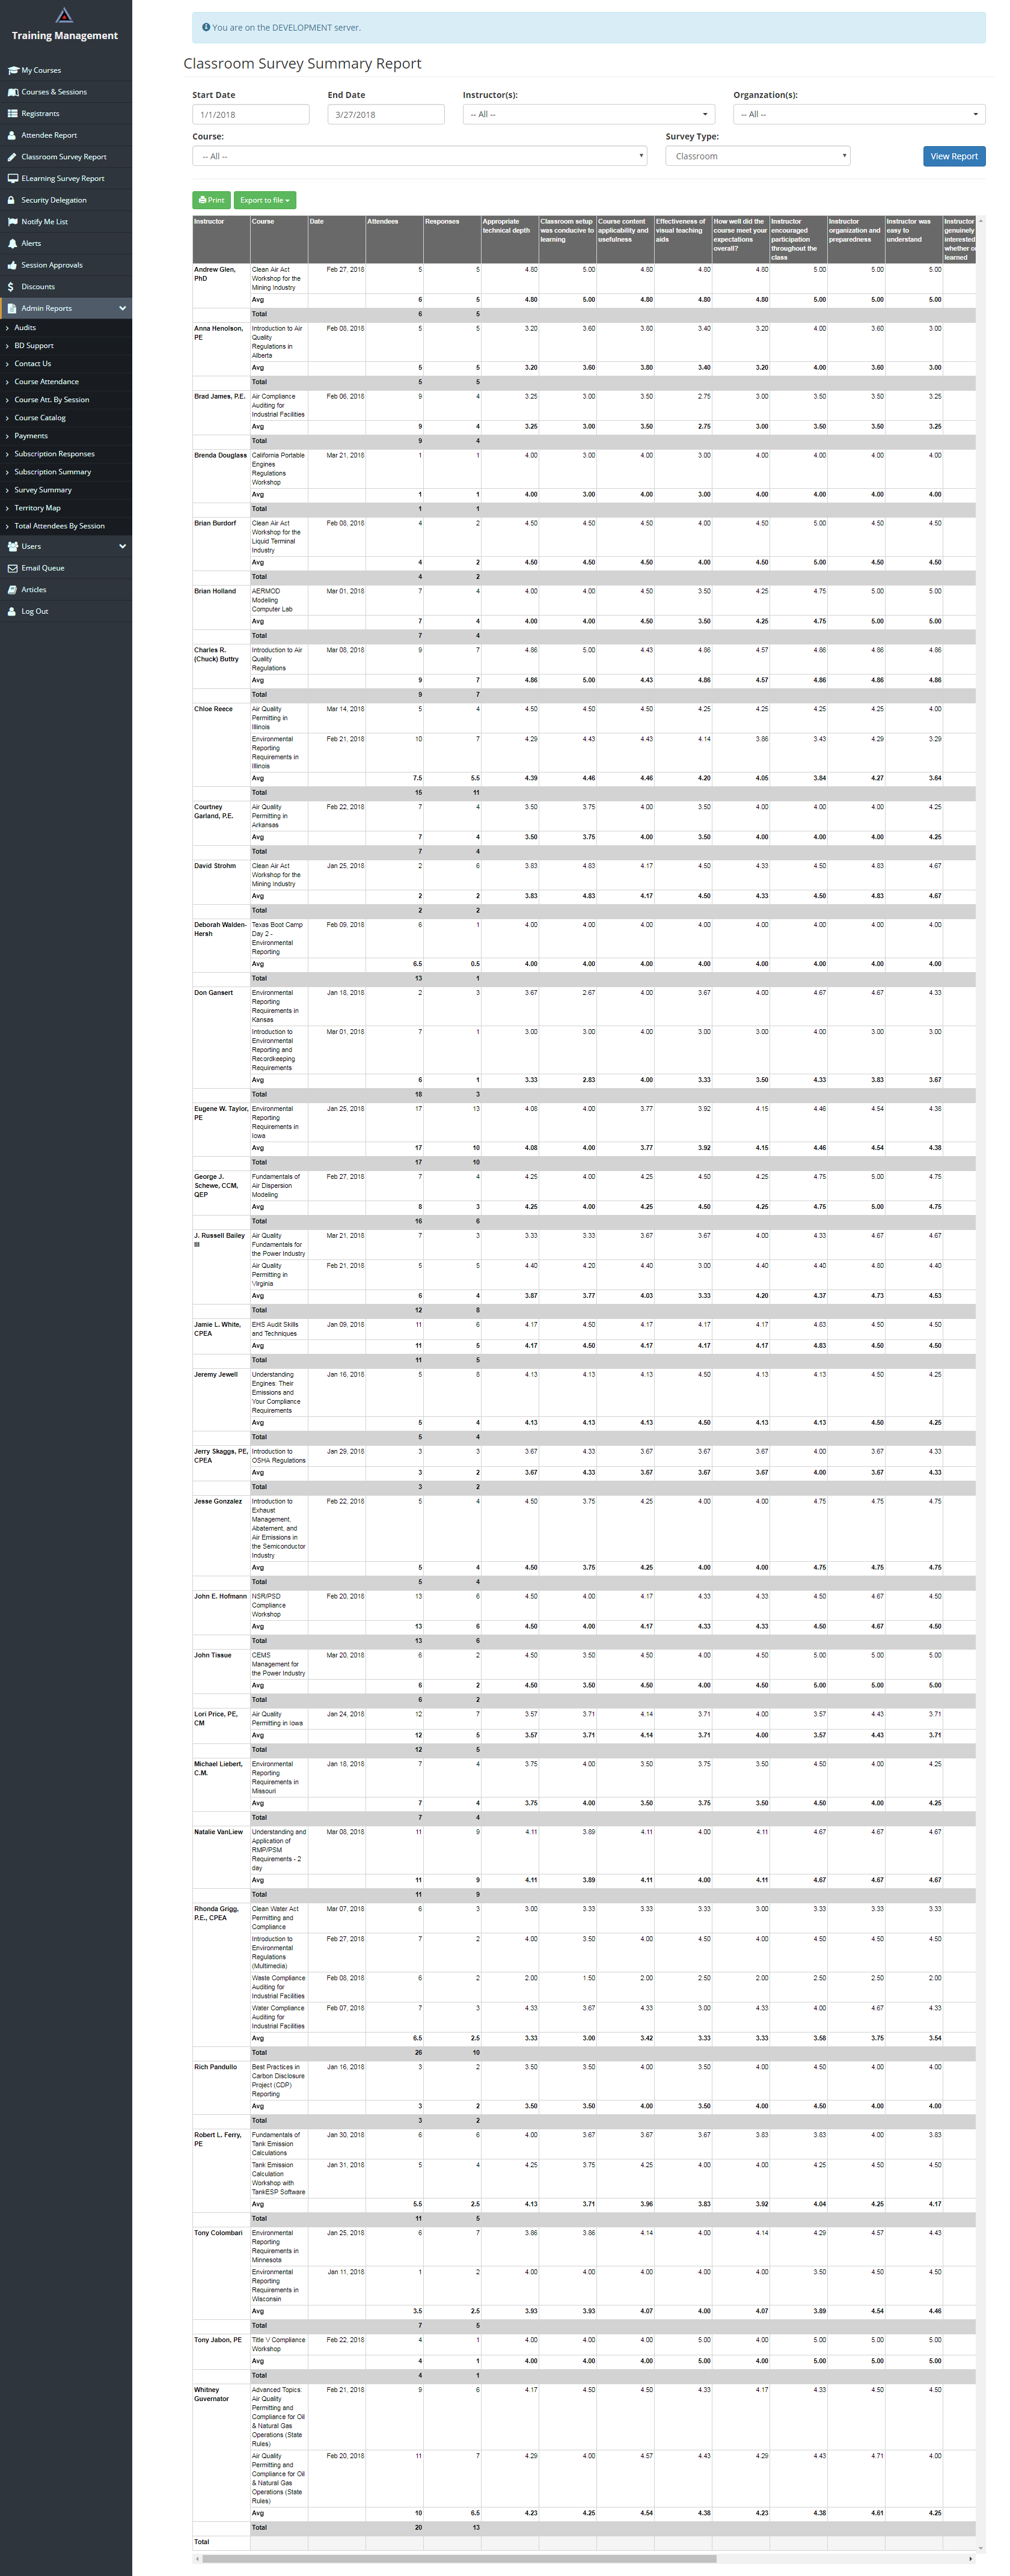 Training Management
My Courses
Courses & Sessions
Registrants
Attendee Report
Classroom Survey Report
ELearning Survey Report
Security Delegation
Notify Me List
Alerts
Session Approvals
Discounts
Admin Reports
Audits
BD Support
Contact Us
Course Attendance
Course Att. By Session
Course Catalog
Payments
Subscription Responses
Subscription Summary
Survey Summary
Territory Map
Total Attendees By Session
Users
Email Queue
Articles
Log Out
You are on the DEVELOPMENT server.
Classroom Survey Summary Report
Start Date End Date Instructor(s): Organzation(s):
1/1/2018 3/27/2018 -- All -- -- All --
Course: Survey Type:
-- All -- Classroom View Report
Print Export to file
Instructor Course Date Attendees Responses Appropriate technical depth Classroom setup was conducive to learning Course content applicability and usefulness Effectiveness of visual teaching aids How well did the course meet your expectations overall? Instructor encouraged participation throughout the class Instructor organization and preparedness Instructor was easy to understand Instructor genuinely interested whether learned
Andrew Glen, PhD Clean Air Act Workshop for the Mining Industry Feb 27, 2018 5 5 4.80 5.00 4.80 4.80 4.80 5.00 5.00 5.00
Avg 6 5 4.80 5.00 4.80 4.80 4.80 5.00 5.00 5.00
Total 6 5
Anna Henolson, PE Introduction to Air Quality Regulations in Alberta Feb 08, 2018 5 5 3.20 3.60 3.80 3.40 3.20 4.00 3.60 3.00
Avg 5 5 3.20 3.60 3.80 3.40 3.20 4.00 3.60 3.00
Total 5 5
Brad James, P.E. Air Compliance Auditing for Industrial Facilities Feb 06, 2018 9 4 3.25 3.00 3.50 2.75 3.00 3.50 3.50 3.25
Avg 9 4 3.25 3.00 3.50 2.75 3.00 3.50 3.50 3.25
Total 9 4
Brenda Douglass California Portable Engines Regulations Workshop Mar 21, 2018 1 1 4.00 3.00 4.00 3.00 4.00 4.00 4.00 4.00
Avg 1 1 4.00 3.00 4.00 3.00 4.00 4.00 4.00 4.00
Total 1 1
Brian Burdorf Clean Air Act Workshop for the Liquid Terminal Industry Feb 08, 2018 4 2 4.50 4.50 4.50 4.00 4.50 5.00 4.50 4.50
Avg 4 2 4.50 4.50 4.50 4.00 4.50 5.00 4.50 4.50
Total 4 2
Brian Holland AERMOD Modeling Computer Lab Mar 01, 2018 7 4 4.00 4.00 4.50 3.50 4.25 4.75 5.00 5.00
Avg 7 4 4.00 4.00 4.50 3.50 4.25 4.75 5.00 5.00
Total 7 4
Charles R. (Chuck) Buttry Introduction to Air Quality Regulations Mar 08, 2018 9 7 4.86 5.00 4.43 4.86 4.57 4.86 4.86 4.86
Avg 9 7 4.86 5.00 4.43 4.86 4.57 4.86 4.86 4.86
Total 9 7
Chloe Reece Air Quality Permitting in Illinois Mar 14, 2018 5 4 4.50 4.50 4.50 4.25 4.25 4.25 4.25 4.00
Environmental Reporting Requirements in Illinois Feb 21, 2018 10 7 4.29 4.43 4.43 4.14 3.86 3.43 4.29 3.29
Avg 7.5 5.5 4.39 4.46 4.46 4.20 4.05 3.84 4.27 3.64
Total 15 11
Courtney Garland, P.E. Air Quality Permitting in Arkansas Feb 22, 2018 7 4 3.50 3.75 4.00 3.50 4.00 4.00 4.00 4.25
Avg 7 4 3.50 3.75 4.00 3.50 4.00 4.00 4.00 4.25
Total 7 4
David Strohm Clean Air Act Workshop for the Mining Industry Jan 25, 2018 2 6 3.83 4.83 4.17 4.50 4.33 4.50 4.83 4.67
Avg 2 2 3.83 4.83 4.17 4.50 4.33 4.50 4.83 4.67
Total 2 2
Deborah Walden-Hersh Texas Boot Camp Day 2 - Environmental Reporting Feb 09, 2018 6 1 4.00 4.00 4.00 4.00 4.00 4.00 4.00 4.00
Avg 6.5 0.5 4.00 4.00 4.00 4.00 4.00 4.00 4.00 4.00
Total 13 1
Don Gansert Environmental Reporting Requirements in Kansas Jan 18, 2018 2 3 3.67 2.67 4.00 3.67 4.00 4.67 4.67 4.33
Introduction to Environmental Reporting and Recordkeeping Requirements Mar 01, 2018 7 1 3.00 3.00 4.00 3.00 3.00 4.00 3.00 3.00
Avg 6 1 3.33 2.83 4.00 3.33 3.50 4.33 3.83 3.67
Total 18 3
Eugene W. Taylor, PE Environmental Reporting Requirements in Iowa Jan 25, 2018 17 13 4.08 4.00 3.77 3.92 4.15 4.46 4.54 4.38
Avg 17 10 4.08 4.00 3.77 3.92 4.15 4.46 4.54 4.38
Total 17 10
George J. Schewe, CCM, QEP Fundamentals of Air Dispersion Modeling Feb 27, 2018 7 4 4.25 4.00 4.25 4.50 4.25 4.75 5.00 4.75
Avg 8 3 4.25 4.00 4.25 4.50 4.25 4.75 5.00 4.75
Total 16 6
J. Russell Bailey III Air Quality Fundamentals for the Power Industry Mar 21, 2018 7 3 3.33 3.33 3.67 3.67 4.00 4.33 4.67 4.67
Air Quality Permitting in Virginia Feb 21, 2018 5 5 4.40 4.20 4.40 3.00 4.40 4.40 4.80 4.40
Avg 6 4 3.87 3.77 4.03 3.33 4.20 4.37 4.73 4.53
Total 12 8
Jamie L. White, CPEA EHS Audit Skills and Techniques Jan 09, 2018 11 6 4.17 4.50 4.17 4.17 4.17 4.83 4.50 4.50
Avg 11 5 4.17 4.50 4.17 4.17 4.17 4.83 4.50 4.50
Total 11 5
Jeremy Jewell Understanding Engines: Their Emissions and Your Compliance Requirements Jan 16, 2018 5 8 4.13 4.13 4.13 4.50 4.13 4.13 4.50 4.25
Avg 5 4 4.13 4.13 4.13 4.50 4.13 4.13 4.50 4.25
Total 5 4
Jerry Skaggs, PE, CPEA Introduction to OSHA Regulations Jan 29, 2018 3 3 3.67 4.33 3.67 3.67 3.67 4.00 3.67 4.33
Avg 3 2 3.67 4.33 3.67 3.67 3.67 4.00 3.67 4.33
Total 3 2
Jesse Gonzalez Introduction to Exhaust Management, Abatement, and Air Emissions in the Semiconductor Industry Feb 22, 2018 5 4 4.50 3.75 4.25 4.00 4.00 4.75 4.75 4.75
Avg 5 4 4.50 3.75 4.25 4.00 4.00 4.75 4.75 4.75
Total 5 4
John E. Hofmann NSR/PSD Compliance Workshop Feb 20, 2018 13 6 4.50 4.00 4.17 4.33 4.33 4.50 4.67 4.50
Avg 13 6 4.50 4.00 4.17 4.33 4.33 4.50 4.67 4.50
Total 13 6
John Tissue CEMS Management for the Power Industry Mar 20, 2018 6 2 4.50 3.50 4.50 4.00 4.50 5.00 5.00 5.00
Avg 6 2 4.50 3.50 4.50 4.00 4.50 5.00 5.00 5.00
Total 6 2
Lori Price, PE, CM Air Quality Permitting in Iowa Jan 24, 2018 12 7 3.57 3.71 4.14 3.71 4.00 3.57 4.43 3.71
Avg 12 5 3.57 3.71 4.14 3.71 4.00 3.57 4.43 3.71
Total 12 5
Michael Liebert, C.M. Environmental Reporting Requirements in Missouri Jan 18, 2018 7 4 3.75 4.00 3.50 3.75 3.50 4.50 4.00 4.25
Avg 7 4 3.75 4.00 3.50 3.75 3.50 4.50 4.00 4.25
Total 7 4
Natalie VanLiew Understanding and Application of RMP/PSM Requirements - 2 day Mar 08, 2018 11 9 4.11 3.89 4.11 4.00 4.11 4.67 4.67 4.67
Avg 11 9 4.11 3.89 4.11 4.00 4.11 4.67 4.67 4.67
Total 11 9
Rhonda Grigg, P.E., CPEA Clean Water Act Permitting and Compliance Mar 07, 2018 6 3 3.00 3.33 3.33 3.33 3.00 3.33 3.33 3.33
Introduction to Environmental Regulations (Multimedia) Feb 27, 2018 7 2 4.00 3.50 4.00 4.50 4.00 4.50 4.50 4.50
Waste Compliance Auditing for Industrial Facilities Feb 08, 2018 6 2 2.00 1.50 2.00 2.50 2.00 2.50 2.50 2.00
Water Compliance Auditing for Industrial Facilities Feb 07, 2018 7 3 4.33 3.67 4.33 3.00 4.33 4.00 4.67 4.33
Avg 6.5 2.5 3.33 3.00 3.42 3.33 3.33 3.58 3.75 3.54
Total 26 10
Rich Pandullo Best Practices in Carbon Disclosure Project (CDP) Reporting Jan 16, 2018 3 2 3.50 3.50 4.00 3.50 4.00 4.50 4.00 4.00
Avg 3 2 3.50 3.50 4.00 3.50 4.00 4.50 4.00 4.00
Total 3 2
Robert L. Ferry, PE Fundamentals of Tank Emission Calculations Jan 30, 2018 6 6 4.00 3.67 3.67 3.67 3.83 3.83 4.00 3.83
Tank Emission Calculation Workshop with TankESP Software Jan 31, 2018 5 4 4.25 3.75 4.25 4.00 4.00 4.25 4.50 4.50
Avg 5.5 2.5 4.13 3.71 3.96 3.83 3.92 4.04 4.25 4.17
Total 11 5
Tony Colombari Environmental Reporting Requirements in Minnesota Jan 25, 2018 6 7 3.86 3.86 4.14 4.00 4.14 4.29 4.57 4.43
Environmental Reporting Requirements in Wisconsin Jan 11, 2018 1 2 4.00 4.00 4.00 4.00 4.00 3.50 4.50 4.50
Avg 3.5 2.5 3.93 3.93 4.07 4.00 4.07 3.89 4.54 4.46
Total 7 5
Tony Jabon, PE Title V Compliance Workshop Feb 22, 2018 4 1 4.00 4.00 4.00 5.00 4.00 5.00 5.00 5.00
Avg 4 1 4.00 4.00 4.00 5.00 4.00 5.00 5.00 5.00
Total 4 1
Whitney Guvernator Advanced Topics: Air Quality Permitting and Compliance for Oil & Natural Gas Operations (State Rules) Feb 21, 2018 9 6 4.17 4.50 4.50 4.33 4.17 4.33 4.50 4.50
Air Quality Permitting and Compliance for Oil & Natural Gas Operations (State Rules) Feb 20, 2018 11 7 4.29 4.00 4.57 4.43 4.29 4.43 4.71 4.00
Avg 10 6.5 4.23 4.25 4.54 4.38 4.23 4.38 4.61 4.25
Total 20 13
Total